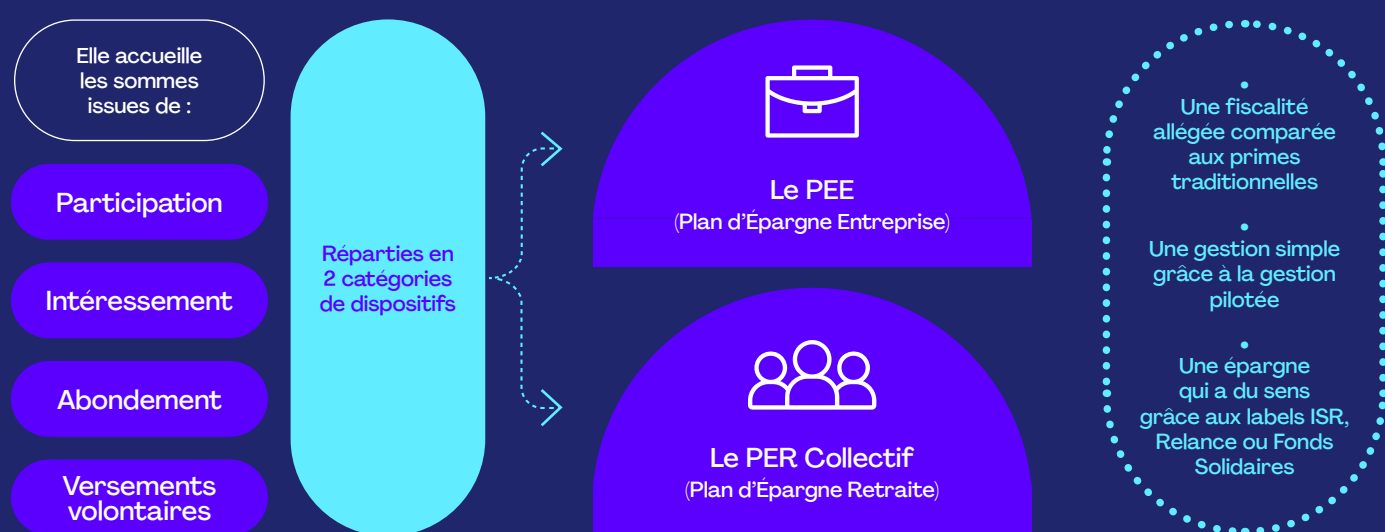 Elle accueille
les sommes
issues de :
Participation
Intéressement
Abondement
Versements
volontaires
Réparties en
2 catégories
de dispositifs
Le PEE
(Plan d’Épargne Entreprise)
Le PER Collectif
(Plan d’Épargne Retraite)
•
Une fiscalité
allégée comparée
aux primes
traditionnelles
•
Une gestion simple
grâce à la gestion
pilotée
•
Une épargne
qui a du sens
grâce aux labels ISR,
Relance ou Fonds
Solidaires